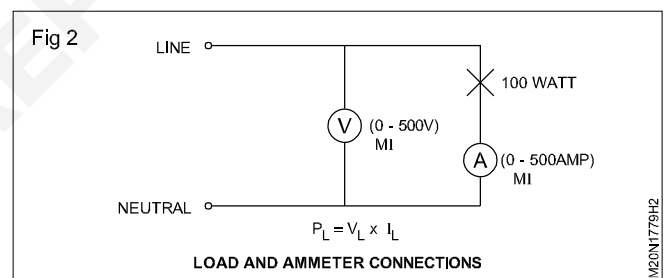 Fig 2
LINE
100 WATT
V
(0 - 500V)
MI
A
(0 - 500AMP)
MI
NEUTRAL
P_L = V_L x I_L
LOAD AND AMMETER CONNECTIONS
M20N1779H2